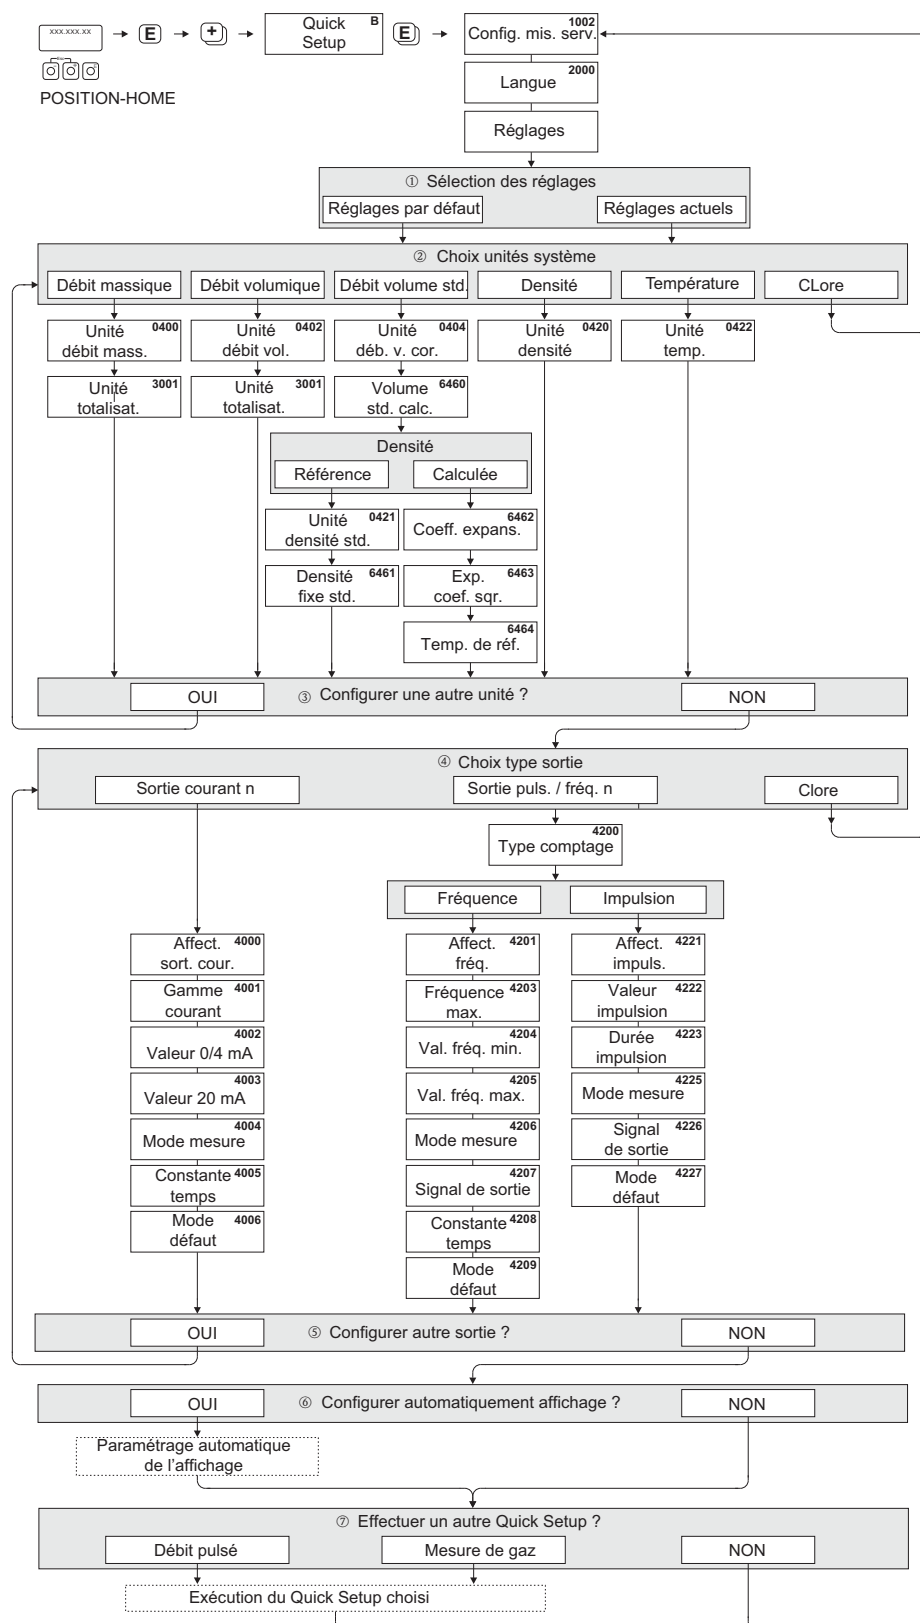 xxx.xxx.xx
E
+
Quick
Setup
B
E
Config. mis. serv.
1002
Esc
POSITION-HOME
Langue
2000
Réglages
① Sélection des réglages
Réglages par défaut
Réglages actuels
② Choix unités système
Débit massique
Débit volumique
Débit volume std.
Densité
Température
CLore
Unité
débit mass.
0400
Unité
débit vol.
0402
Unité
déb. v. cor.
0404
Unité
densité
0420
Unité
temp.
0422
Unité
totalisat.
3001
Unité
totalisat.
3001
Volume
std. calc.
6460
Densité
Référence
Calculée
Unité
densité std.
0421
Coeff. expans.
6462
Densité
fixe std.
6461
Exp.
coef. sqr.
6463
Temp. de réf.
6464
OUI
③ Configurer une autre unité ?
NON
④ Choix type sortie
Sortie courant n
Sortie puls. / fréq. n
Clore
Type comptage
4200
Fréquence
Impulsion
Affect.
sort. cour.
4000
Affect.
fréq.
4201
Affect.
impuls.
4221
Gamme
courant
4001
Fréquence
max.
4203
Valeur
impulsion
4222
Valeur 0/4 mA
4002
Val. fréq. min.
4204
Durée
impulsion
4223
Valeur 20 mA
4003
Val. fréq. max.
4205
Mode mesure
4225
Mode mesure
4004
Mode mesure
4206
Signal
de sortie
4226
Constante
temps
4005
Signal de sortie
4207
Mode
défaut
4227
Mode
défaut
4006
Constante
temps
4208
Mode
défaut
4209
OUI
⑤ Configurer autre sortie ?
NON
OUI
⑥ Configurer automatiquement affichage ?
NON
Paramétrage automatique
de l'affichage
⑦ Effectuer un autre Quick Setup ?
Débit pulsé
Mesure de gaz
NON
Exécution du Quick Setup choisi